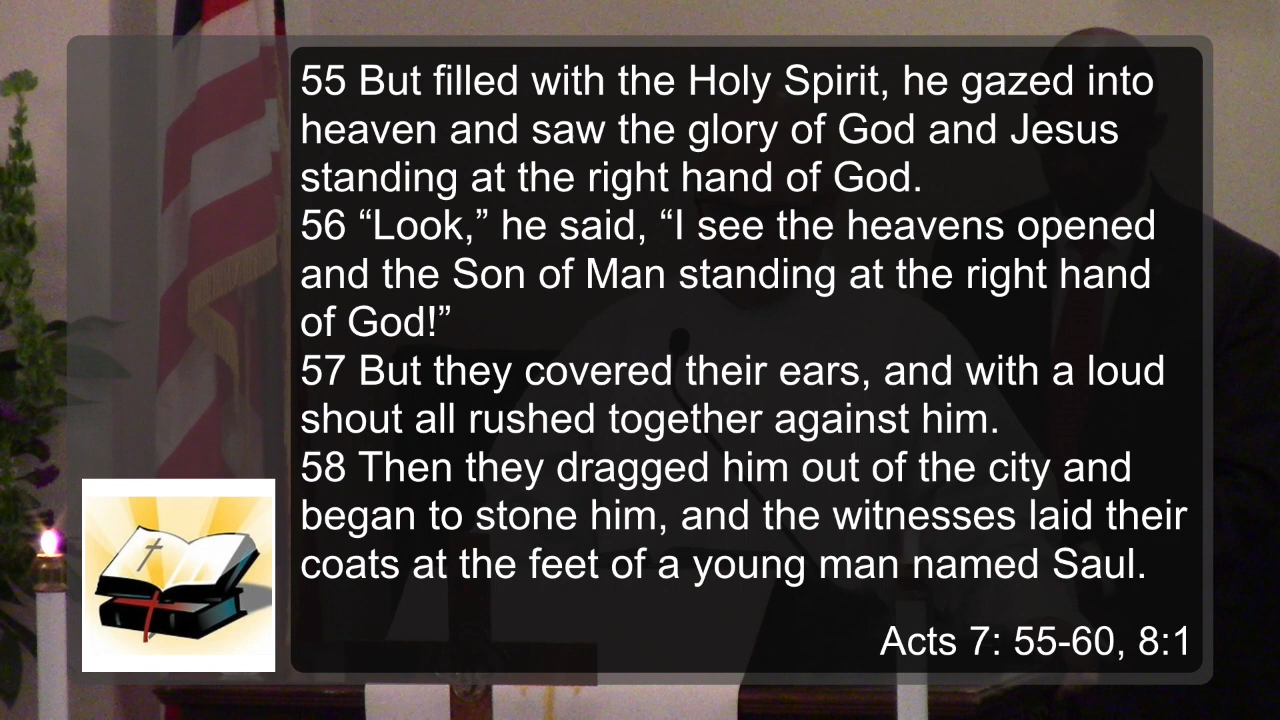 55 But filled with the Holy Spirit, he gazed into
heaven and saw the glory of God and Jesus
standing at the right hand of God.
56 “Look,” he said, “I see the heavens opened
and the Son of Man standing at the right hand
of God!”
57 But they covered their ears, and with a loud
shout all rushed together against him.
58 Then they dragged him out of the city and
began to stone him, and the witnesses laid their
coats at the feet of a young man named Saul.
Acts 7: 55-60, 8:1